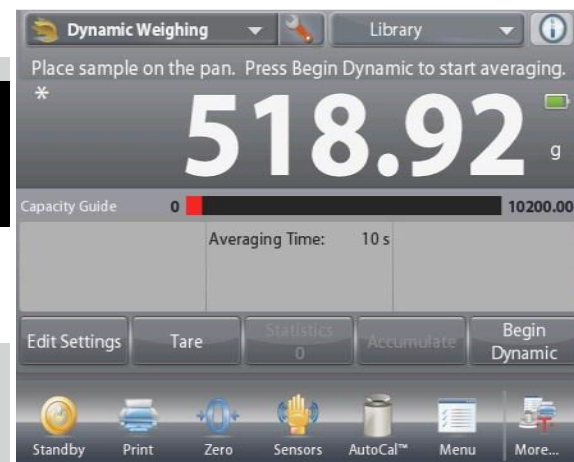 Dynamic Weighing Library
Place sample on the pan. Press Begin Dynamic to start averaging.
*
518.92 g
Capacity Guide 0 10200.00
Averaging Time: 10 s
Edit Settings Tare Statistics 0 Accumulate Begin Dynamic
Standby Print Zero Sensors AutoCal™ Menu More...